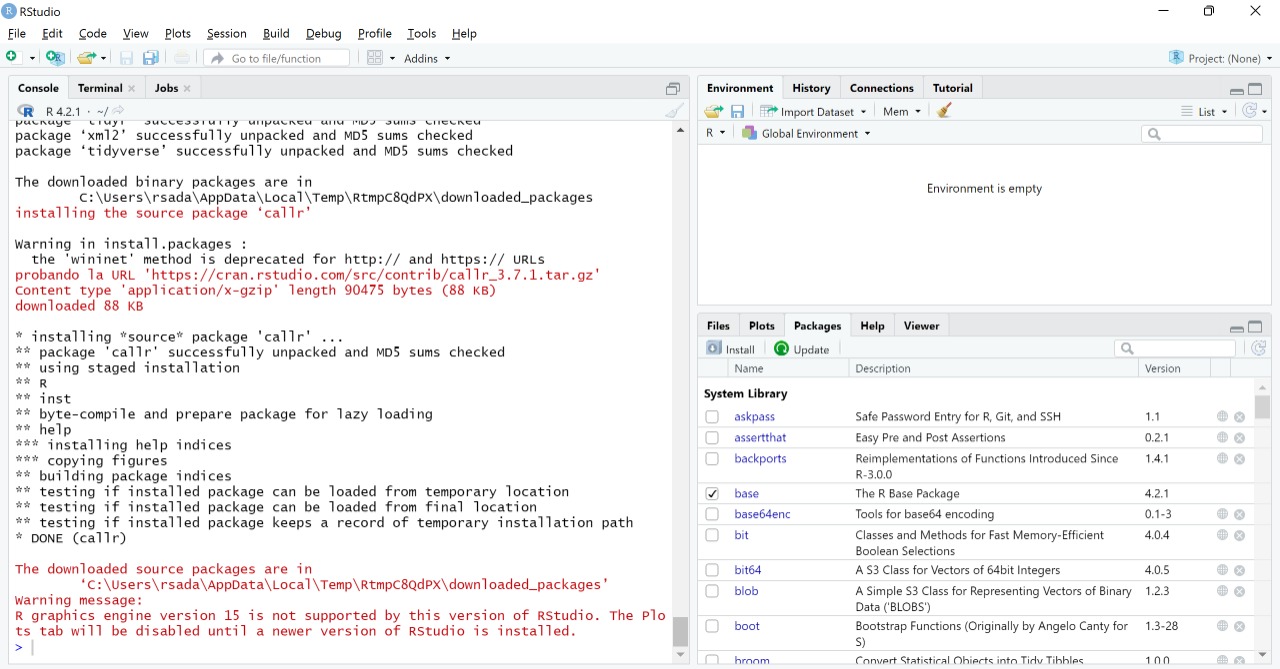 RStudio
File Edit Code View Plots Session Build Debug Profile Tools Help
Go to file/function Addins Project: (None)
Console Terminal Jobs
R 4.2.1 · ~/
package ‘tidyr’ successfully unpacked and MD5 sums checked
package ‘xml2’ successfully unpacked and MD5 sums checked
package ‘tidyverse’ successfully unpacked and MD5 sums checked
The downloaded binary packages are in
C:\Users\rsada\AppData\Local\Temp\RtmpC8QdPX\downloaded_packages
installing the source package ‘callr’
Warning in install.packages :
the 'wininet' method is deprecated for http:// and https:// URLs
probando la URL 'https://cran.rstudio.com/src/contrib/callr_3.7.1.tar.gz'
Content type 'application/x-gzip' length 90475 bytes (88 KB)
downloaded 88 KB
* installing *source* package 'callr' ...
** package 'callr' successfully unpacked and MD5 sums checked
** using staged installation
** R
** inst
** byte-compile and prepare package for lazy loading
** help
*** installing help indices
*** copying figures
** building package indices
** testing if installed package can be loaded from temporary location
** testing if installed package can be loaded from final location
** testing if installed package keeps a record of temporary installation path
* DONE (callr)
The downloaded source packages are in
‘C:\Users\rsada\AppData\Local\Temp\RtmpC8QdPX\downloaded_packages’
Warning message:
R graphics engine version 15 is not supported by this version of RStudio. The Plo
ts tab will be disabled until a newer version of RStudio is installed.
>
Environment History Connections Tutorial
Import Dataset Mem List
R Global Environment
Environment is empty
Files Plots Packages Help Viewer
Install Update
Name Description Version
System Library
askpass Safe Password Entry for R, Git, and SSH 1.1
assertthat Easy Pre and Post Assertions 0.2.1
backports Reimplementations of Functions Introduced Since 1.4.1
R-3.0.0
base The R Base Package 4.2.1
base64enc Tools for base64 encoding 0.1-3
bit Classes and Methods for Fast Memory-Efficient 4.0.4
Boolean Selections
bit64 A S3 Class for Vectors of 64bit Integers 4.0.5
blob A Simple S3 Class for Representing Vectors of Binary 1.2.3
Data ('BLOBS')
boot Bootstrap Functions (Originally by Angelo Canty for 1.3-28
S)
broom Convert Statistical Objects into Tidy Tibbles 1.0.0